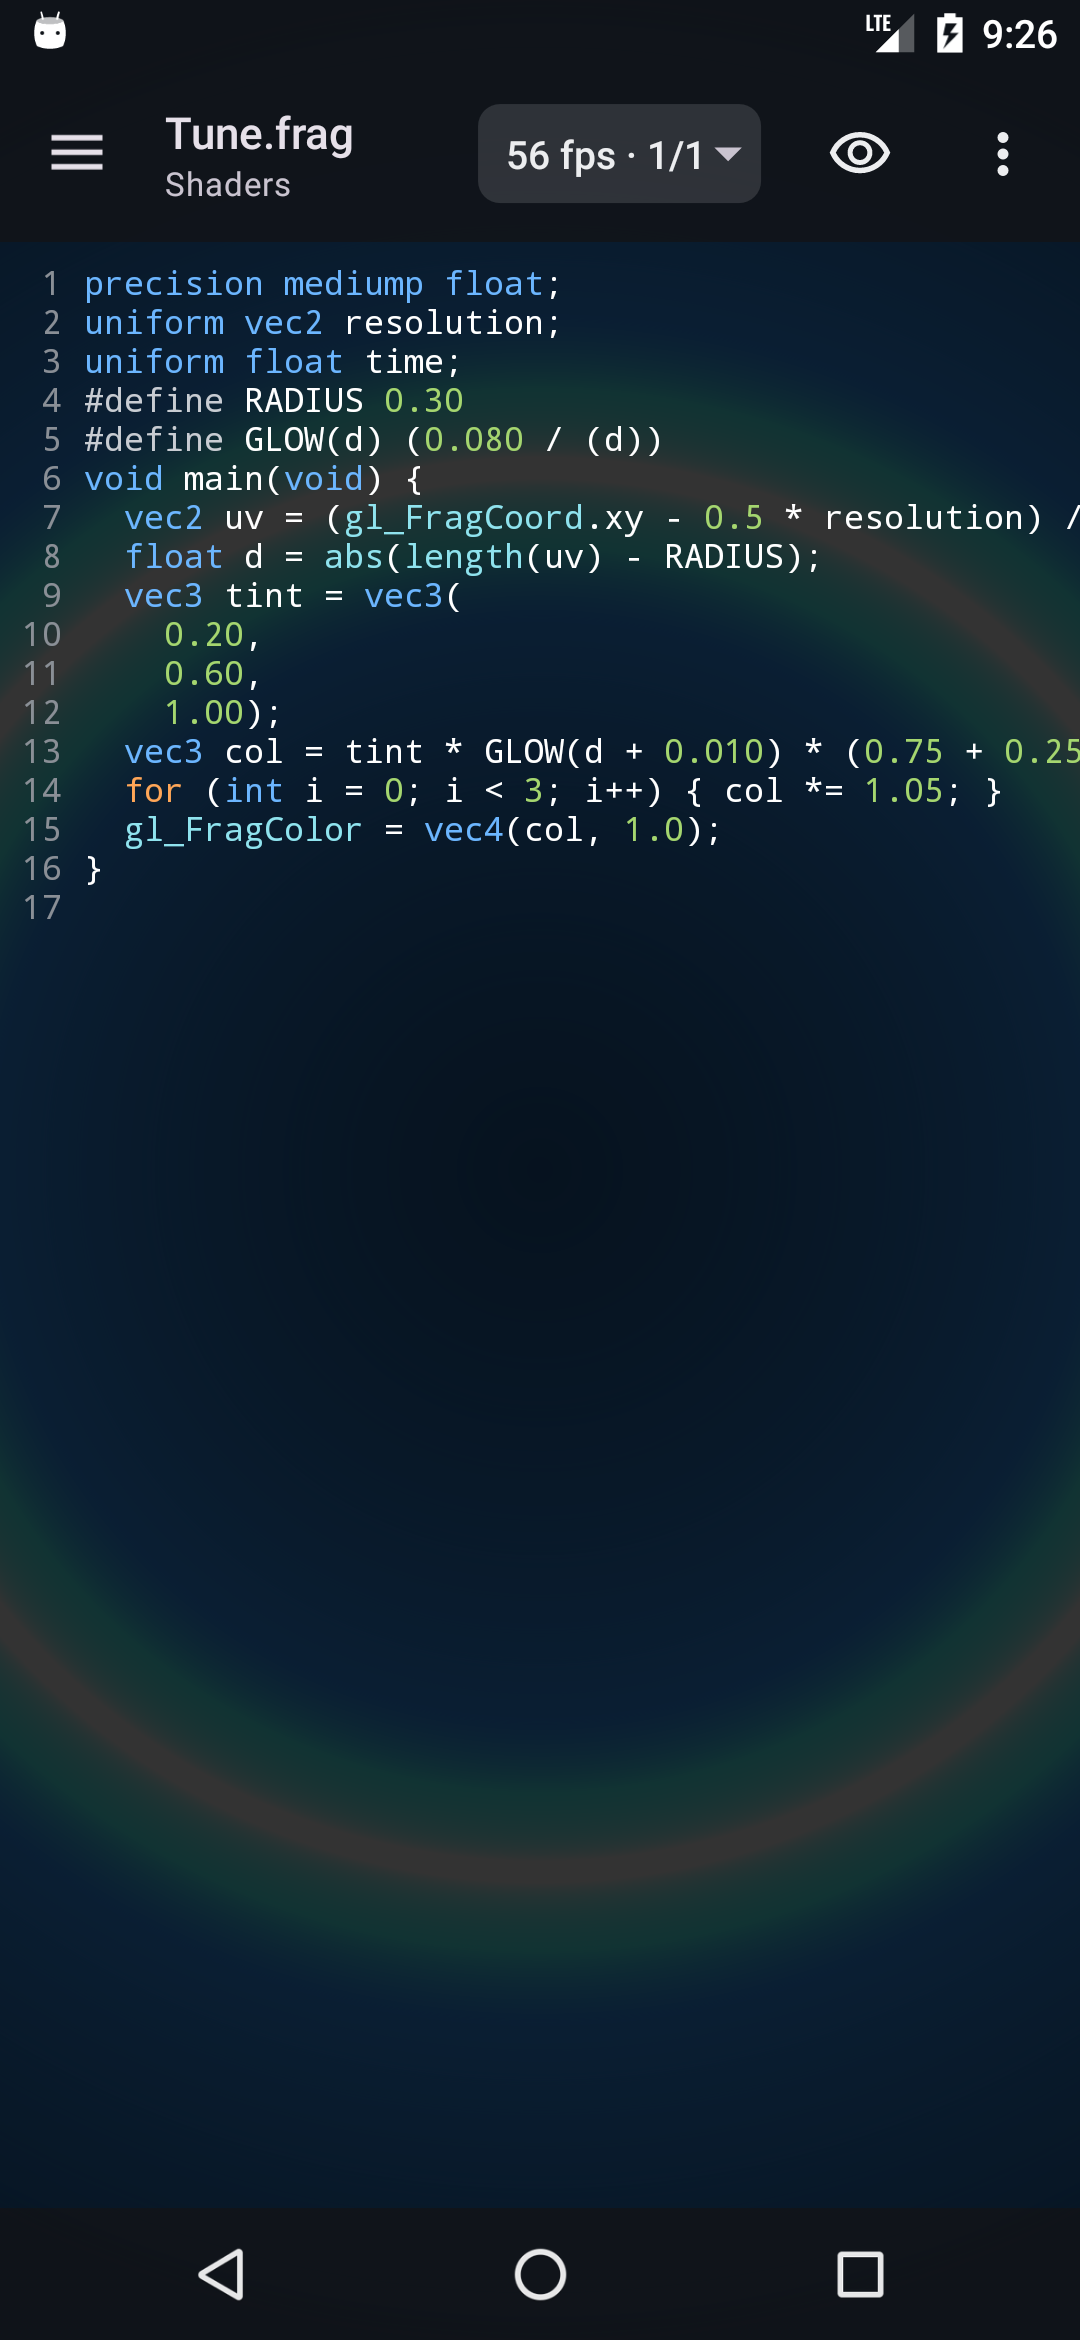 LTE 9:26
Tune.frag
Shaders
56 fps · 1/1
1 precision mediump float;
2 uniform vec2 resolution;
3 uniform float time;
4 #define RADIUS 0.30
5 #define GLOW(d) (0.080 / (d))
6 void main(void) {
7 vec2 uv = (gl_FragCoord.xy - 0.5 * resolution) /
8 float d = abs(length(uv) - RADIUS);
9 vec3 tint = vec3(
10 0.20,
11 0.60,
12 1.00);
13 vec3 col = tint * GLOW(d + 0.010) * (0.75 + 0.25
14 for (int i = 0; i < 3; i++) { col *= 1.05; }
15 gl_FragColor = vec4(col, 1.0);
16 }
17